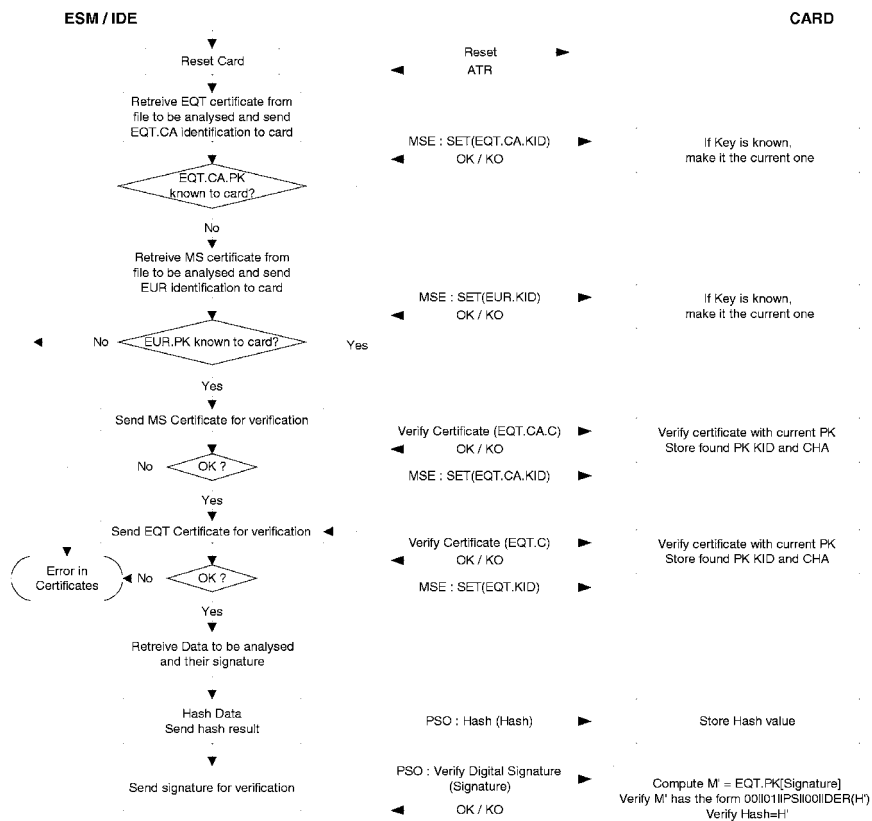 ESM / IDE
CARD
Reset Card
Reset
ATR
Retreive EQT certificate from
file to be analysed and send
EQT.CA identification to card
MSE : SET(EQT.CA.KID)
OK / KO
If Key is known,
make it the current one
EQT.CA.PK
known to card?
No
Retreive MS certificate from
file to be analysed and send
EUR identification to card
MSE : SET(EUR.KID)
OK / KO
If Key is known,
make it the current one
No
EUR.PK known to card?
Yes
Yes
Send MS Certificate for verification
Verify Certificate (EQT.CA.C)
OK / KO
Verify certificate with current PK
Store found PK KID and CHA
No
OK ?
MSE : SET(EQT.CA.KID)
Yes
Send EQT Certificate for verification
Verify Certificate (EQT.C)
OK / KO
Verify certificate with current PK
Store found PK KID and CHA
Error in
Certificates
No
OK ?
MSE : SET(EQT.KID)
Yes
Retreive Data to be analysed
and their signature
Hash Data
Send hash result
PSO : Hash (Hash)
Store Hash value
Send signature for verification
PSO : Verify Digital Signature
(Signature)
OK / KO
Compute M' = EQT.PK[Signature]
Verify M' has the form 00||01||PS||00||DER(H')
Verify Hash=H'